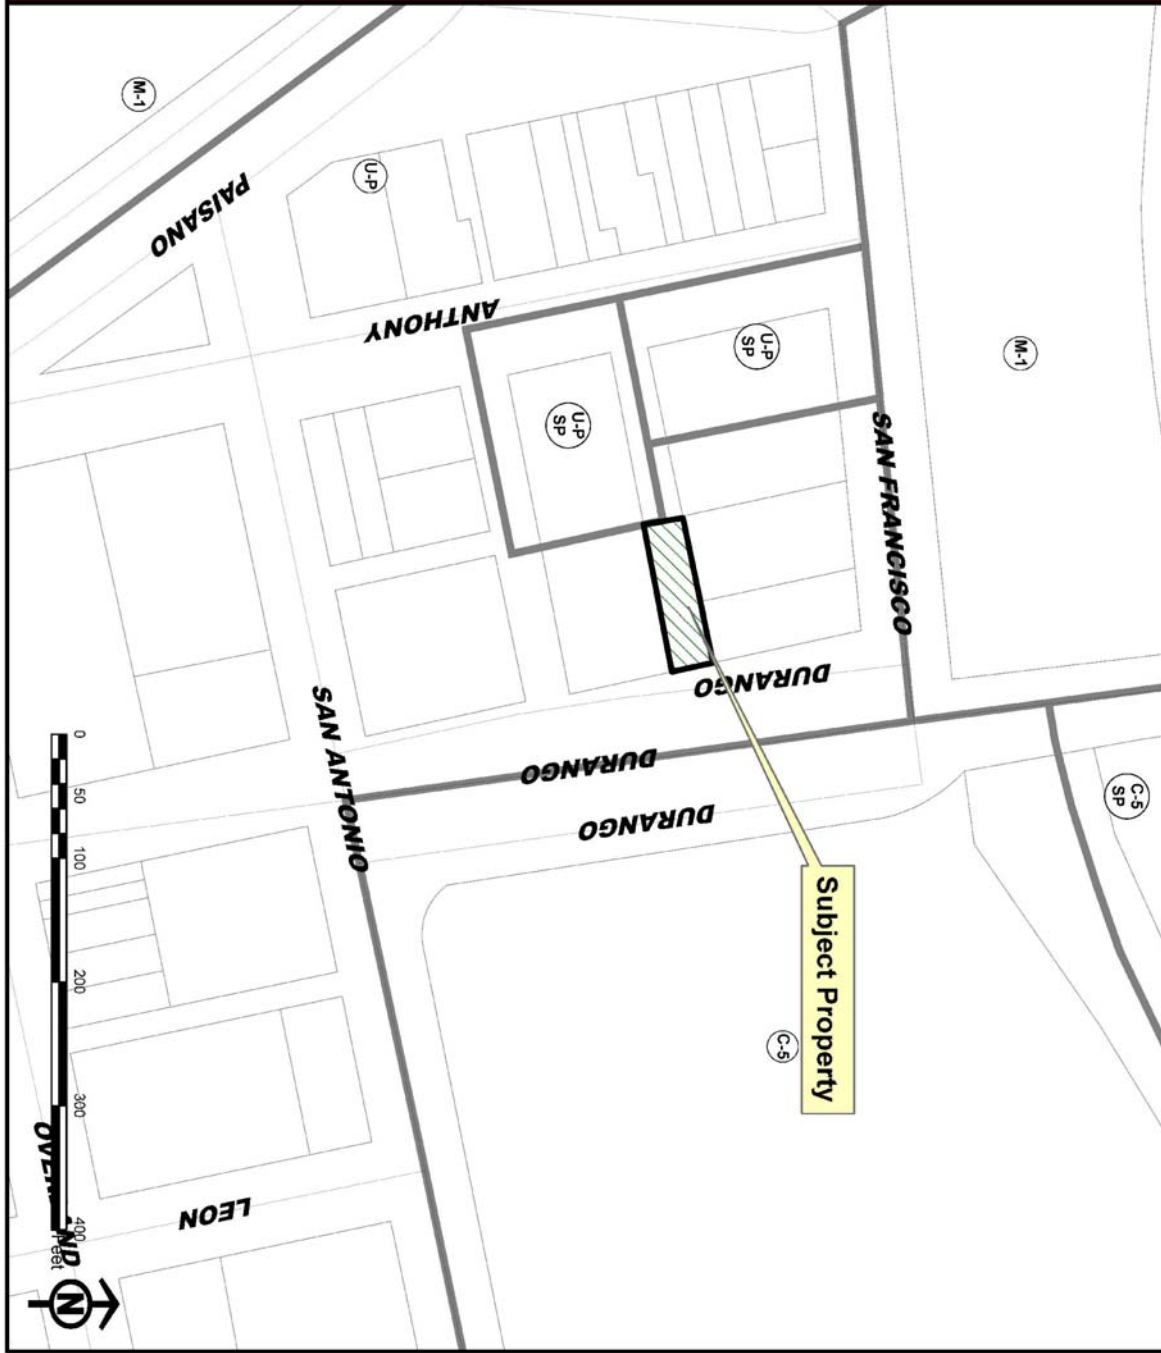 C-5
SP
M-1
SAN FRANCISCO
Subject Property
C-5
U-P
SP
DURANGO
DURANGO
DURANGO
U-P
SP
ANTHONY
U-P
SAN ANTONIO
PAISANO
LEON
M-1
0 50 100 200 300 400
Feet
OVERLAND
N